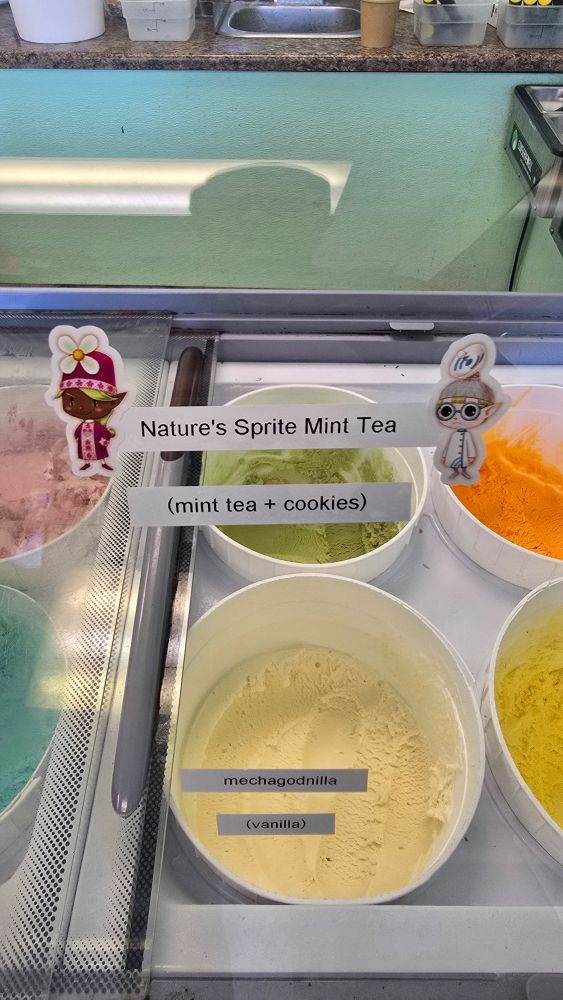 Nature's Sprite Mint Tea
(mint tea + cookies)
mechagodnilla
(vanilla)